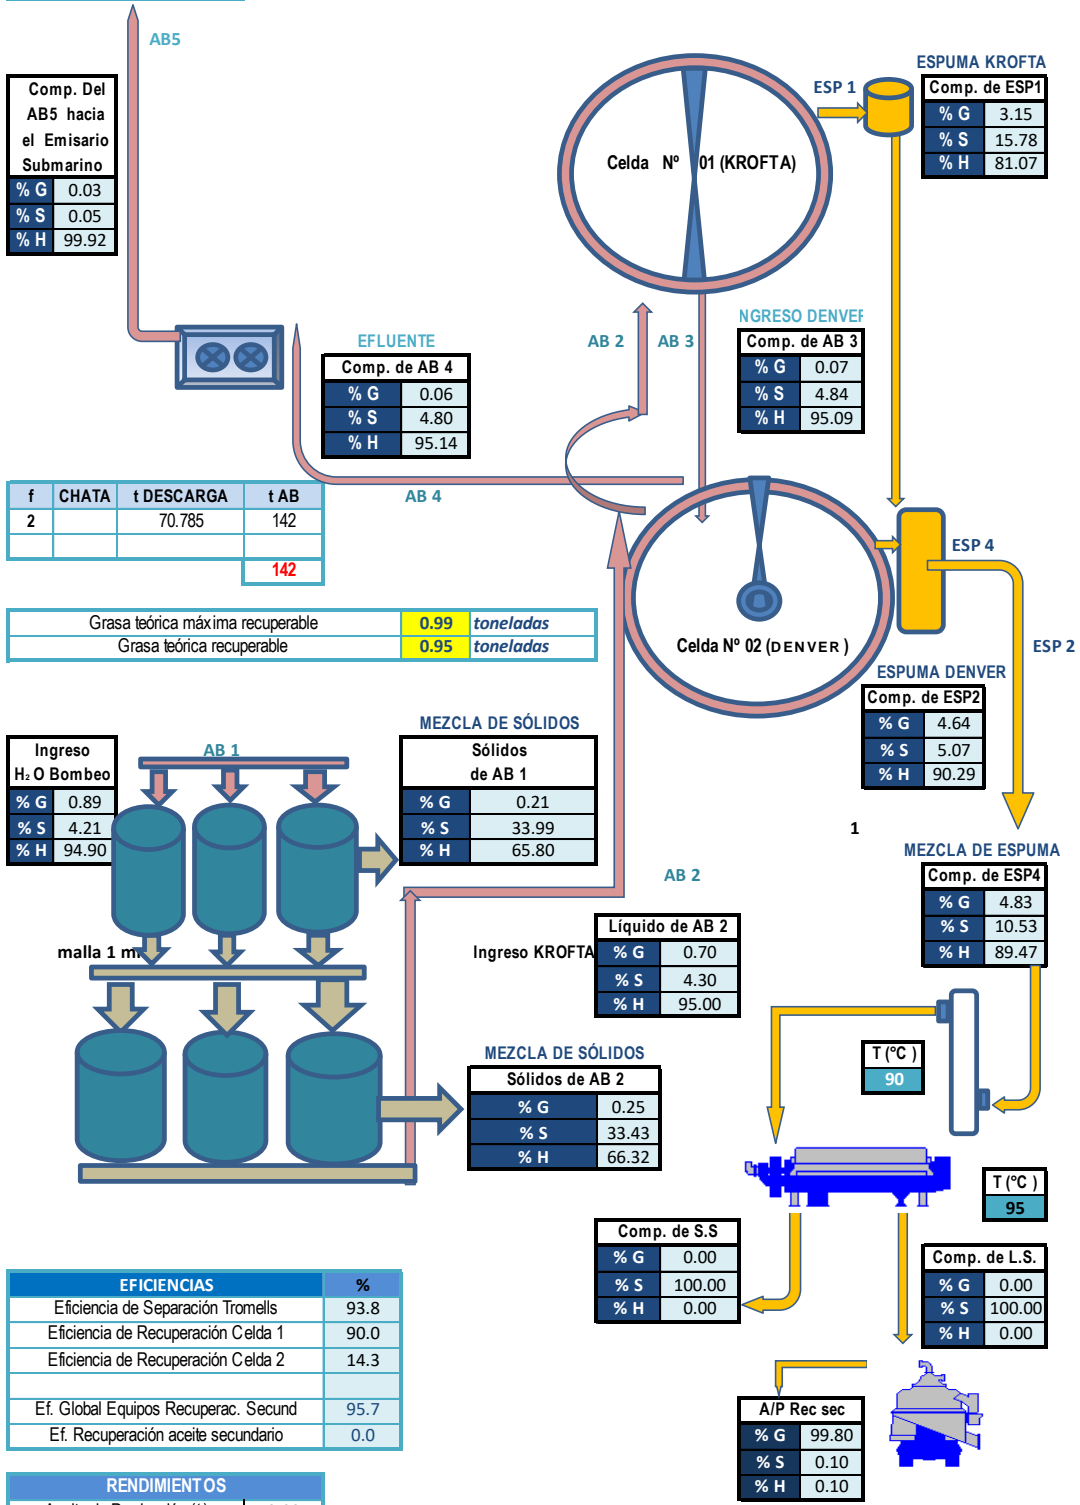 AB5
ESPUMA KROFTA
Comp. Del
AB5 hacia
el Emisario
Submarino
% G 0.03
% S 0.05
% H 99.92
ESP 1
Comp. de ESP1
% G 3.15
% S 15.78
% H 81.07
Celda Nº 01 (KROFTA)
EFLUENTE
Comp. de AB 4
% G 0.06
% S 4.80
% H 95.14
AB 2
AB 3
NGRESO DENVER
Comp. de AB 3
% G 0.07
% S 4.84
% H 95.09
AB 4
f CHATA t DESCARGA t AB
2 70.785 142
142
ESP 4
Grasa teórica máxima recuperable 0.99 toneladas
Grasa teórica recuperable 0.95 toneladas
Celda Nº 02 (DENVER )
ESP 2
ESPUMA DENVER
Comp. de ESP2
% G 4.64
% S 5.07
% H 90.29
MEZCLA DE SÓLIDOS
Ingreso
H₂ O Bombeo
% G 0.89
% S 4.21
% H 94.90
AB 1
Sólidos
de AB 1
% G 0.21
% S 33.99
% H 65.80
1
MEZCLA DE ESPUMA
AB 2
Comp. de ESP4
% G 4.83
% S 10.53
% H 89.47
malla 1 m
Ingreso KROFTA
Líquido de AB 2
% G 0.70
% S 4.30
% H 95.00
MEZCLA DE SÓLIDOS
Sólidos de AB 2
% G 0.25
% S 33.43
% H 66.32
T (ºC )
90
T (ºC )
95
Comp. de S.S
% G 0.00
% S 100.00
% H 0.00
Comp. de L.S.
% G 0.00
% S 100.00
% H 0.00
EFICIENCIAS %
Eficiencia de Separación Tromells 93.8
Eficiencia de Recuperación Celda 1 90.0
Eficiencia de Recuperación Celda 2 14.3
Ef. Global Equipos Recuperac. Secund 95.7
Ef. Recuperación aceite secundario 0.0
A/P Rec sec
% G 99.80
% S 0.10
% H 0.10
RENDIMIENTOS